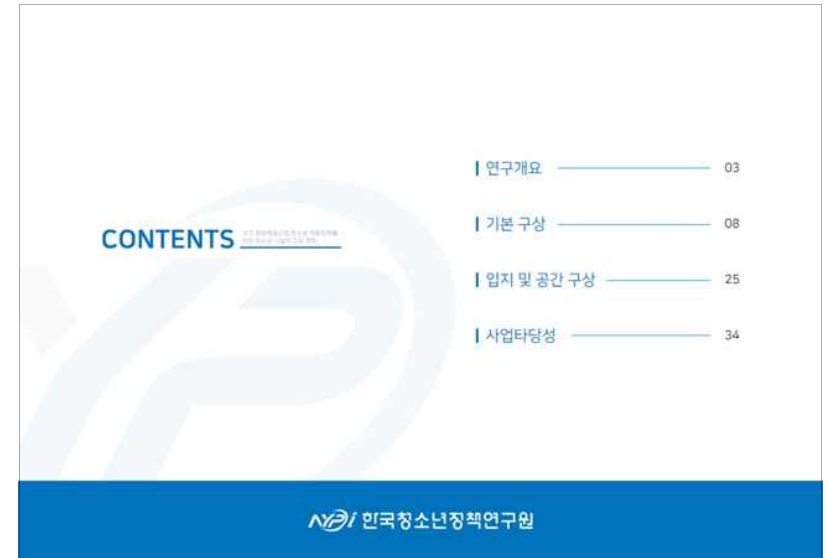 CONTENTS
연구개요 03
기본 구상 08
입지 및 공간 구상 25
사업타당성 34
NYPi 한국청소년정책연구원